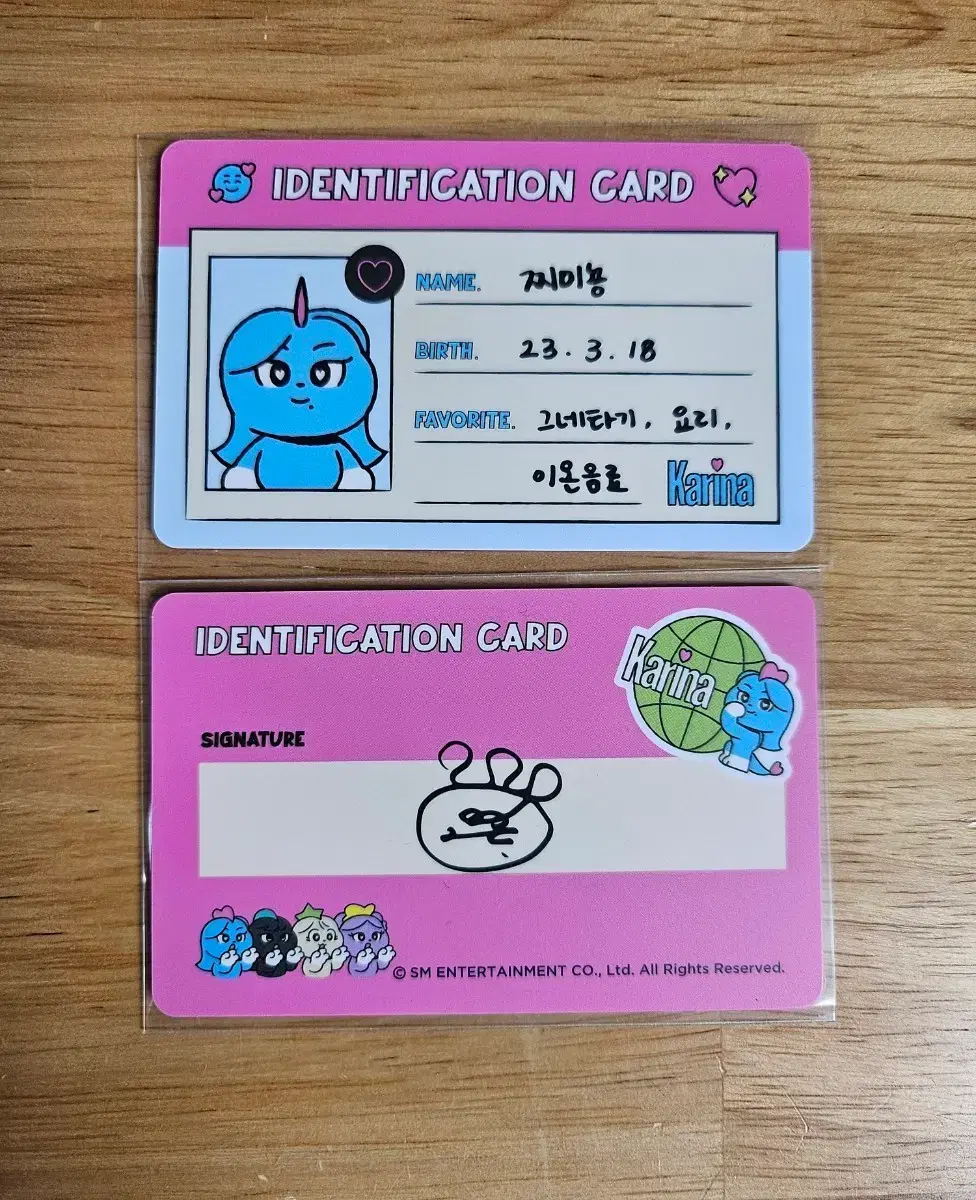 IDENTIFICATION CARD
NAME. 찌미농
BIRTH. 23.3.18
FAVORITE. 그네타기, 요리,
이온음료
Karina
IDENTIFICATION CARD
Karina
SIGNATURE
© SM ENTERTAINMENT CO., Ltd. All Rights Reserved.